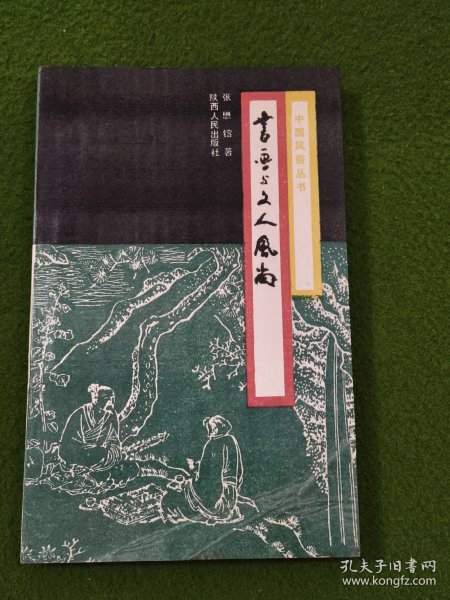 中国风俗丛书
书画与文人风尚
张懋镕 著
陕西人民出版社
孔夫子旧书网
www.kongfz.com